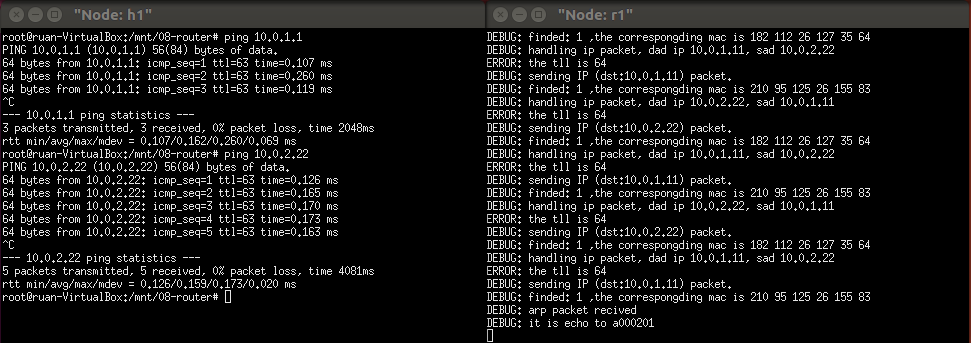 "Node: h1"
root@ruan-VirtualBox:/mnt/08-router# ping 10.0.1.1
PING 10.0.1.1 (10.0.1.1) 56(84) bytes of data.
64 bytes from 10.0.1.1: icmp_seq=1 ttl=63 time=0.107 ms
64 bytes from 10.0.1.1: icmp_seq=2 ttl=63 time=0.260 ms
64 bytes from 10.0.1.1: icmp_seq=3 ttl=63 time=0.119 ms
^C
--- 10.0.1.1 ping statistics ---
3 packets transmitted, 3 received, 0% packet loss, time 2048ms
rtt min/avg/max/mdev = 0.107/0.162/0.260/0.069 ms
root@ruan-VirtualBox:/mnt/08-router# ping 10.0.2.22
PING 10.0.2.22 (10.0.2.22) 56(84) bytes of data.
64 bytes from 10.0.2.22: icmp_seq=1 ttl=63 time=0.126 ms
64 bytes from 10.0.2.22: icmp_seq=2 ttl=63 time=0.165 ms
64 bytes from 10.0.2.22: icmp_seq=3 ttl=63 time=0.170 ms
64 bytes from 10.0.2.22: icmp_seq=4 ttl=63 time=0.173 ms
64 bytes from 10.0.2.22: icmp_seq=5 ttl=63 time=0.163 ms
^C
--- 10.0.2.22 ping statistics ---
5 packets transmitted, 5 received, 0% packet loss, time 4081ms
rtt min/avg/max/mdev = 0.126/0.159/0.173/0.020 ms
root@ruan-VirtualBox:/mnt/08-router#
"Node: r1"
DEBUG: finded: 1 ,the correspongding mac is 182 112 26 127 35 64
DEBUG: handling ip packet, dad ip 10.0.1.11, sad 10.0.2.22
ERROR: the tll is 64
DEBUG: sending IP (dst:10.0.1.11) packet.
DEBUG: finded: 1 ,the correspongding mac is 210 95 125 26 155 83
DEBUG: handling ip packet, dad ip 10.0.2.22, sad 10.0.1.11
ERROR: the tll is 64
DEBUG: sending IP (dst:10.0.2.22) packet.
DEBUG: finded: 1 ,the correspongding mac is 182 112 26 127 35 64
DEBUG: handling ip packet, dad ip 10.0.1.11, sad 10.0.2.22
ERROR: the tll is 64
DEBUG: sending IP (dst:10.0.1.11) packet.
DEBUG: finded: 1 ,the correspongding mac is 210 95 125 26 155 83
DEBUG: handling ip packet, dad ip 10.0.2.22, sad 10.0.1.11
ERROR: the tll is 64
DEBUG: sending IP (dst:10.0.2.22) packet.
DEBUG: finded: 1 ,the correspongding mac is 182 112 26 127 35 64
DEBUG: handling ip packet, dad ip 10.0.1.11, sad 10.0.2.22
ERROR: the tll is 64
DEBUG: sending IP (dst:10.0.1.11) packet.
DEBUG: finded: 1 ,the correspongding mac is 210 95 125 26 155 83
DEBUG: arp packet recived
DEBUG: it is echo to a000201